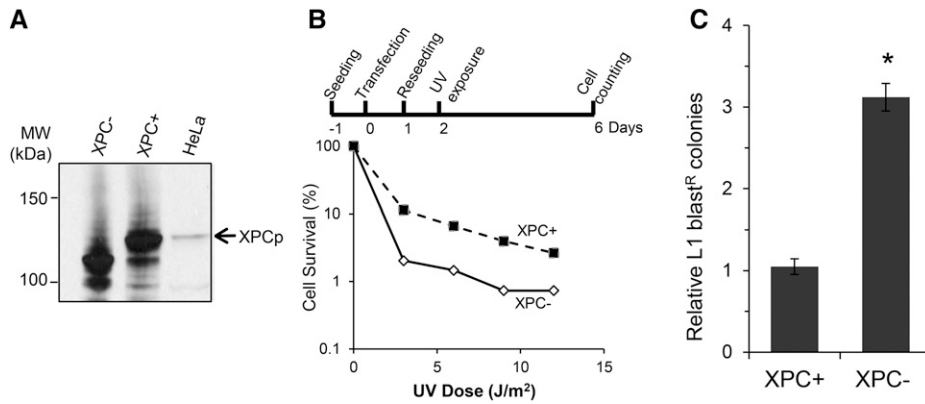 A
MW
(kDa)
XPC-
XPC+
HeLa
150
100
XPCp
B
Seeding
Transfection
Reseeding
UV
exposure
Cell
counting
-1
0
1
2
6 Days
Cell Survival (%)
100
10
1
0.1
XPC+
XPC-
0
5
10
15
UV Dose (J/m²)
C
Relative L1 blastᴿ colonies
4
3
2
1
0
*
XPC+
XPC-